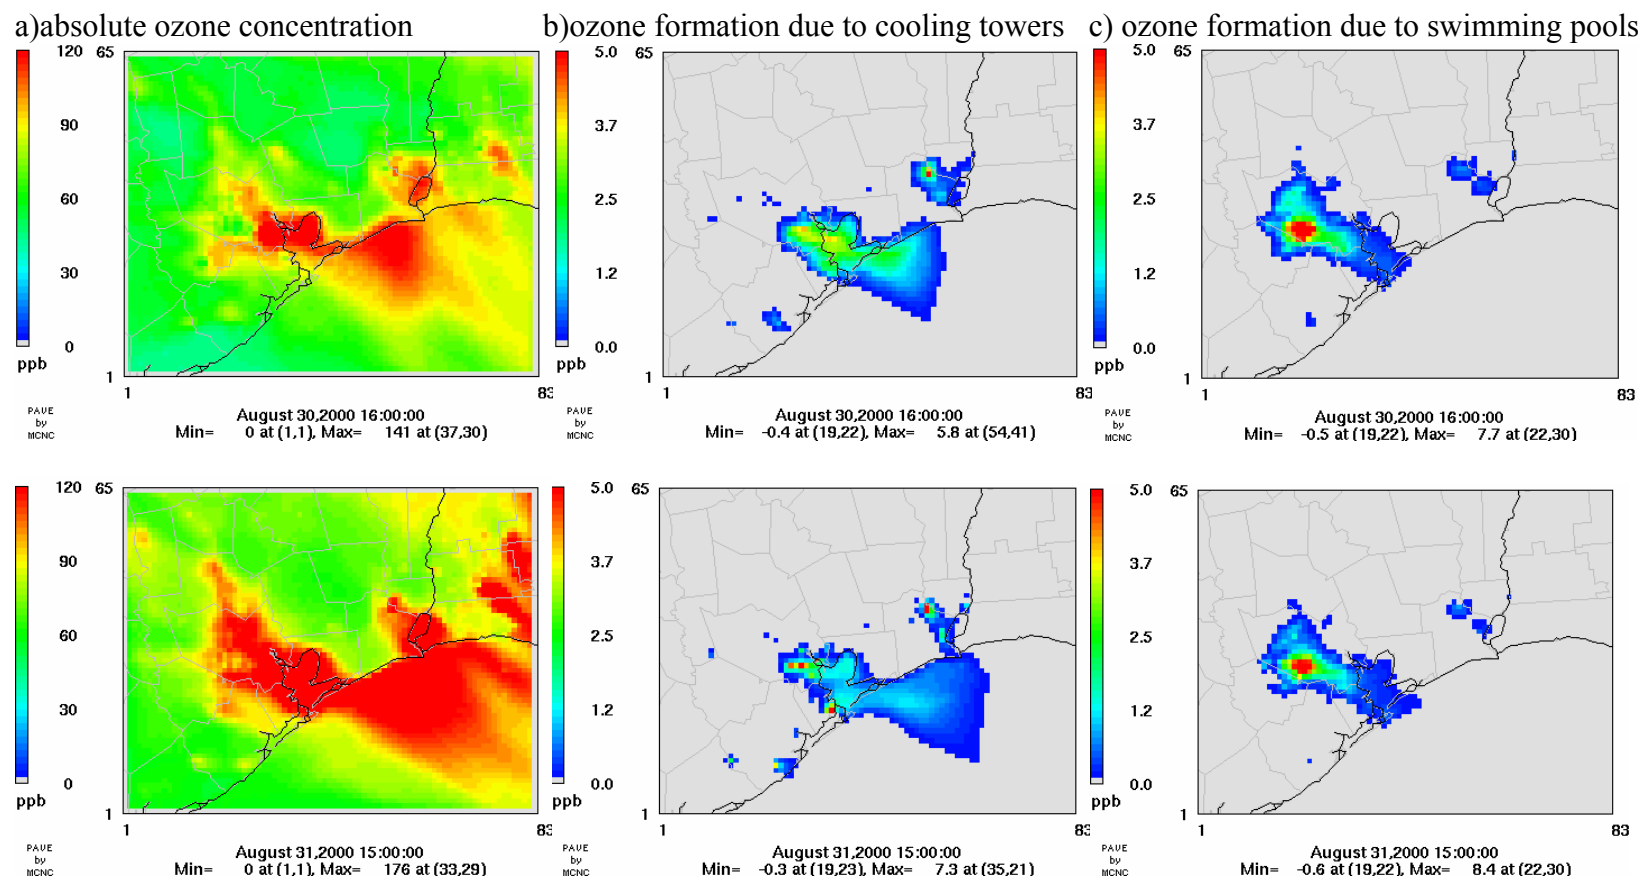 a)absolute ozone concentration
b)ozone formation due to cooling towers
c) ozone formation due to swimming pools
120
90
60
30
0
ppb
65
1
1
83
PAVE
by
MCNC
August 30,2000 16:00:00
Min= 0 at (1,1), Max= 141 at (37,30)
5.0
3.7
2.5
1.2
0.0
ppb
65
1
1
83
PAVE
by
MCNC
August 30,2000 16:00:00
Min= -0.4 at (19,22), Max= 5.8 at (54,41)
5.0
3.7
2.5
1.2
0.0
ppb
65
1
1
83
PAVE
by
MCNC
August 30,2000 16:00:00
Min= -0.5 at (19,22), Max= 7.7 at (22,30)
120
90
60
30
0
ppb
65
1
1
83
PAVE
by
MCNC
August 31,2000 15:00:00
Min= 0 at (1,1), Max= 176 at (33,29)
5.0
3.7
2.5
1.2
0.0
ppb
65
1
1
83
PAVE
by
MCNC
August 31,2000 15:00:00
Min= -0.3 at (19,23), Max= 7.3 at (35,21)
5.0
3.7
2.5
1.2
0.0
ppb
65
1
1
83
PAVE
by
MCNC
August 31,2000 15:00:00
Min= -0.6 at (19,22), Max= 8.4 at (22,30)